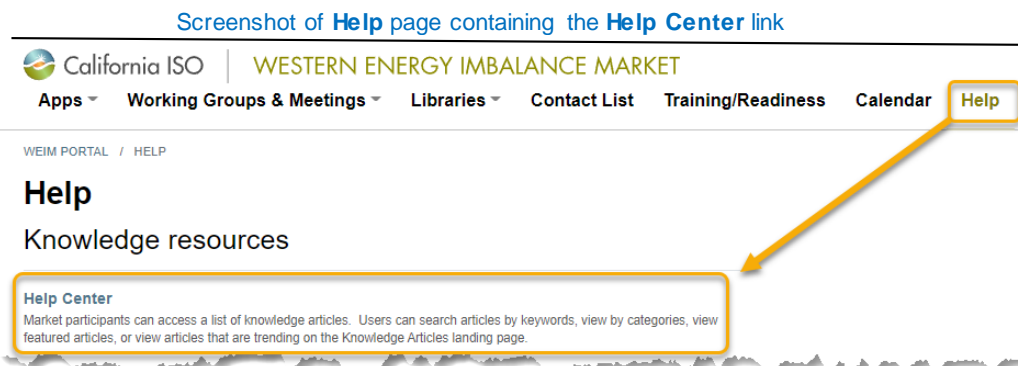 Screenshot of Help page containing the Help Center link
California ISO WESTERN ENERGY IMBALANCE MARKET
Apps Working Groups & Meetings Libraries Contact List Training/Readiness Calendar Help
WEIM PORTAL / HELP
Help
Knowledge resources
Help Center
Market participants can access a list of knowledge articles. Users can search articles by keywords, view by categories, view
featured articles, or view articles that are trending on the Knowledge Articles landing page.